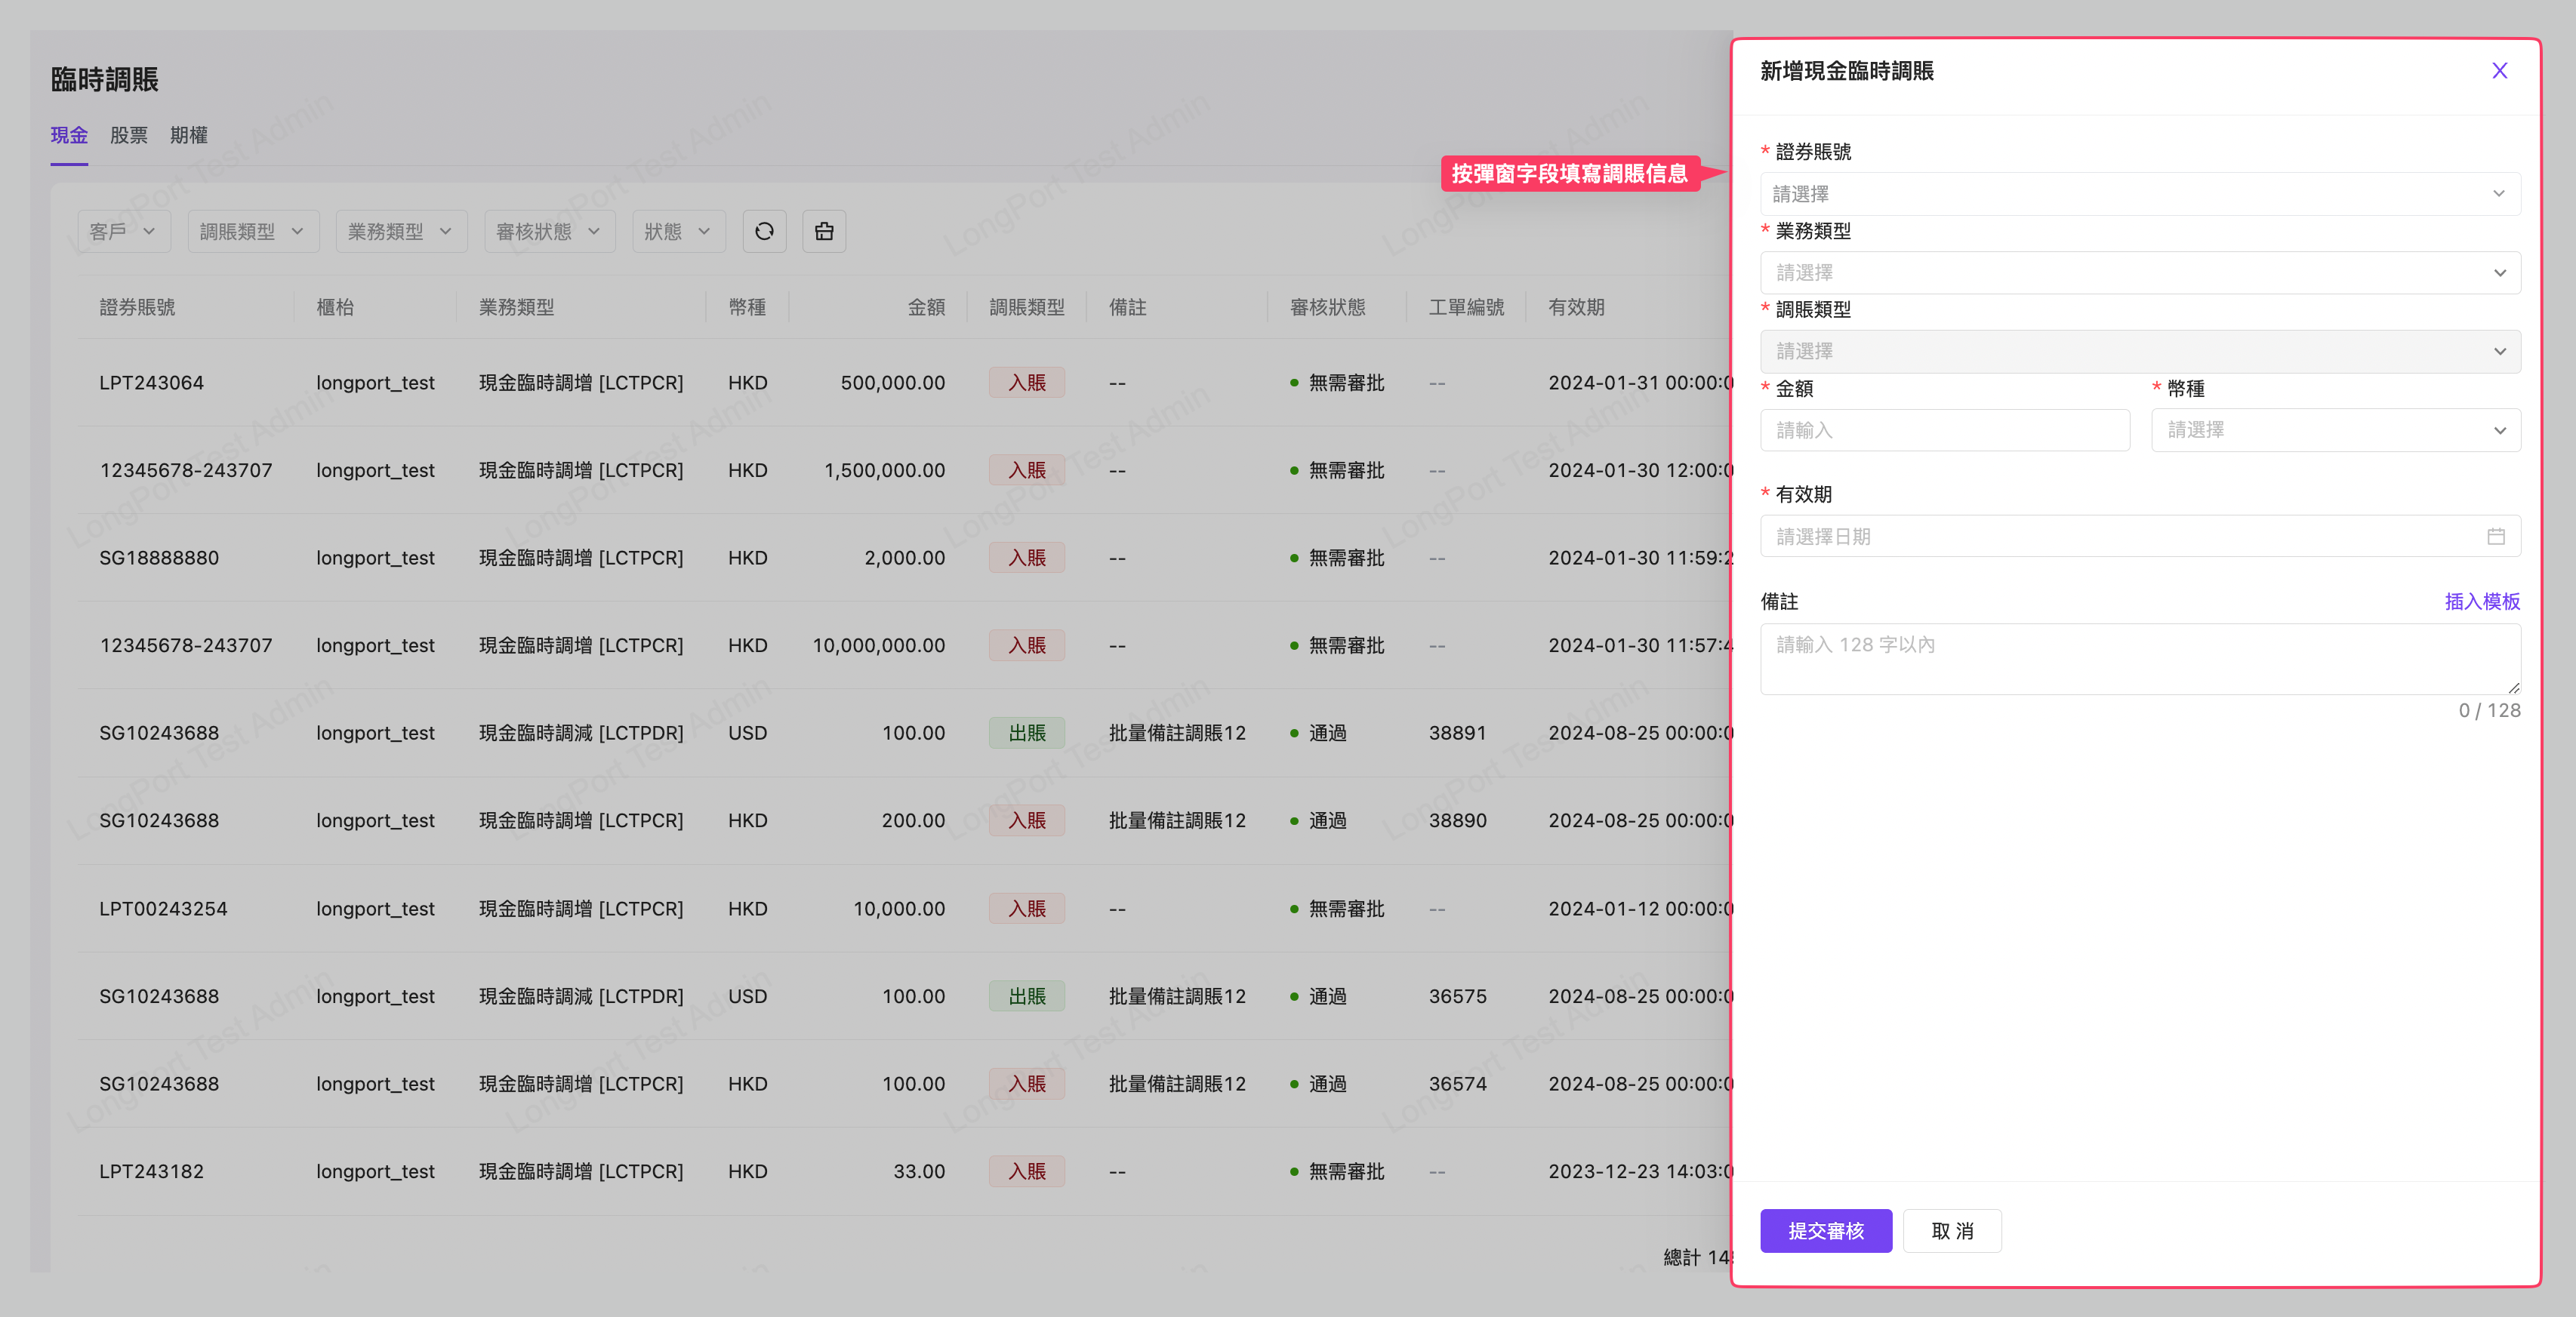 臨時調賬
現金 股票 期權
客戶 調賬類型 業務類型 審核狀態 狀態
證券賬號 櫃枱 業務類型 幣種 金額 調賬類型 備註 審核狀態 工單編號 有效期
LPT243064 longport_test 現金臨時調增 [LCTPCR] HKD 500,000.00 入賬 -- 無需審批 -- 2024-01-31 00:00:0
12345678-243707 longport_test 現金臨時調增 [LCTPCR] HKD 1,500,000.00 入賬 -- 無需審批 -- 2024-01-30 12:00:0
SG18888880 longport_test 現金臨時調增 [LCTPCR] HKD 2,000.00 入賬 -- 無需審批 -- 2024-01-30 11:59:2
12345678-243707 longport_test 現金臨時調增 [LCTPCR] HKD 10,000,000.00 入賬 -- 無需審批 -- 2024-01-30 11:57:4
SG10243688 longport_test 現金臨時調減 [LCTPDR] USD 100.00 出賬 批量備註調賬12 通過 38891 2024-08-25 00:00:0
SG10243688 longport_test 現金臨時調增 [LCTPCR] HKD 200.00 入賬 批量備註調賬12 通過 38890 2024-08-25 00:00:0
LPT00243254 longport_test 現金臨時調增 [LCTPCR] HKD 10,000.00 入賬 -- 無需審批 -- 2024-01-12 00:00:0
SG10243688 longport_test 現金臨時調減 [LCTPDR] USD 100.00 出賬 批量備註調賬12 通過 36575 2024-08-25 00:00:0
SG10243688 longport_test 現金臨時調增 [LCTPCR] HKD 100.00 入賬 批量備註調賬12 通過 36574 2024-08-25 00:00:0
LPT243182 longport_test 現金臨時調增 [LCTPCR] HKD 33.00 入賬 -- 無需審批 -- 2023-12-23 14:03:0
總計 14
按彈窗字段填寫調賬信息
新增現金臨時調賬
* 證券賬號
請選擇
* 業務類型
請選擇
* 調賬類型
請選擇
* 金額 * 幣種
請輸入 請選擇
* 有效期
請選擇日期
備註 插入模板
請輸入 128 字以內
0 / 128
提交審核 取 消
LongPort Test Admin